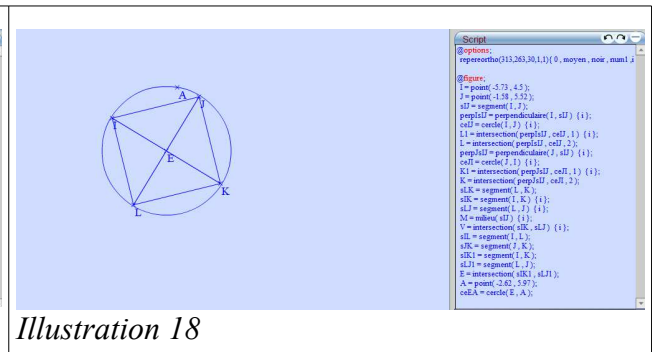 A
J
I
E
K
L
Script
@options;
repereortho(313,263,30,1,1){ 0 , moyen , noir , num1 ,i
@figure;
I = point( -5.73 , 4.5 );
J = point( -1.58 , 5.52 );
sIJ = segment( I , J );
perpIsIJ = perpendiculaire( I , sIJ ) { i };
ceIJ = cercle( I , J ) { i };
L1 = intersection( perpIsIJ , ceIJ , 1 ) { i };
L = intersection( perpIsIJ , ceIJ , 2 );
perpJsIJ = perpendiculaire( J , sIJ ) { i };
ceJI = cercle( J , I ) { i };
K1 = intersection( perpJsIJ , ceJI , 1 ) { i };
K = intersection( perpJsIJ , ceJI , 2 );
sLK = segment( L , K );
sIK = segment( I , K ) { i };
sLJ = segment( L , J ) { i };
M = milieu( sIJ ) { i };
V = intersection( sIK , sLJ ) { i };
sIL = segment( I , L );
sJK = segment( J , K );
sIK1 = segment( I , K );
sLJ1 = segment( L , J );
E = intersection( sIK1 , sLJ1 );
A = point( -2.62 , 5.97 );
ceEA = cercle( E , A );
Illustration 18